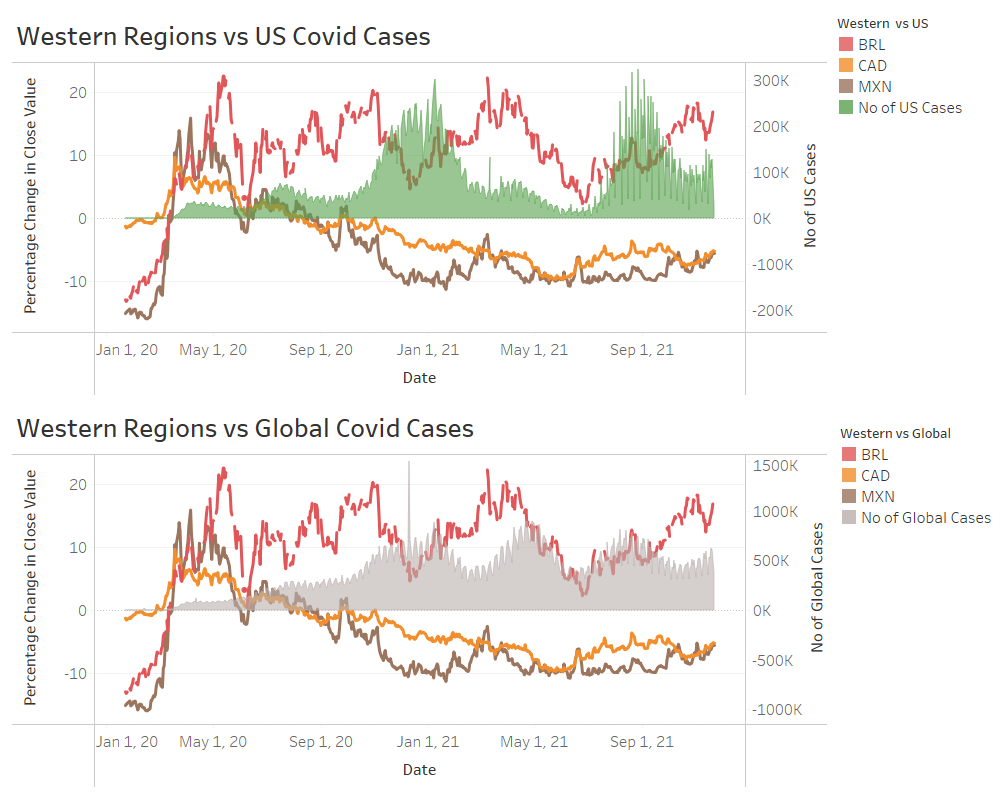 Western Regions vs US Covid Cases
Percentage Change in Close Value
20
10
0
-10
300K
200K
100K
0K
-100K
-200K
No of US Cases
Jan 1, 20 May 1, 20 Sep 1, 20 Jan 1, 21 May 1, 21 Sep 1, 21
Date
Western vs US
BRL
CAD
MXN
No of US Cases
Western Regions vs Global Covid Cases
Percentage Change in Close Value
20
10
0
-10
1500K
1000K
500K
0K
-500K
-1000K
No of Global Cases
Jan 1, 20 May 1, 20 Sep 1, 20 Jan 1, 21 May 1, 21 Sep 1, 21
Date
Western vs Global
BRL
CAD
MXN
No of Global Cases